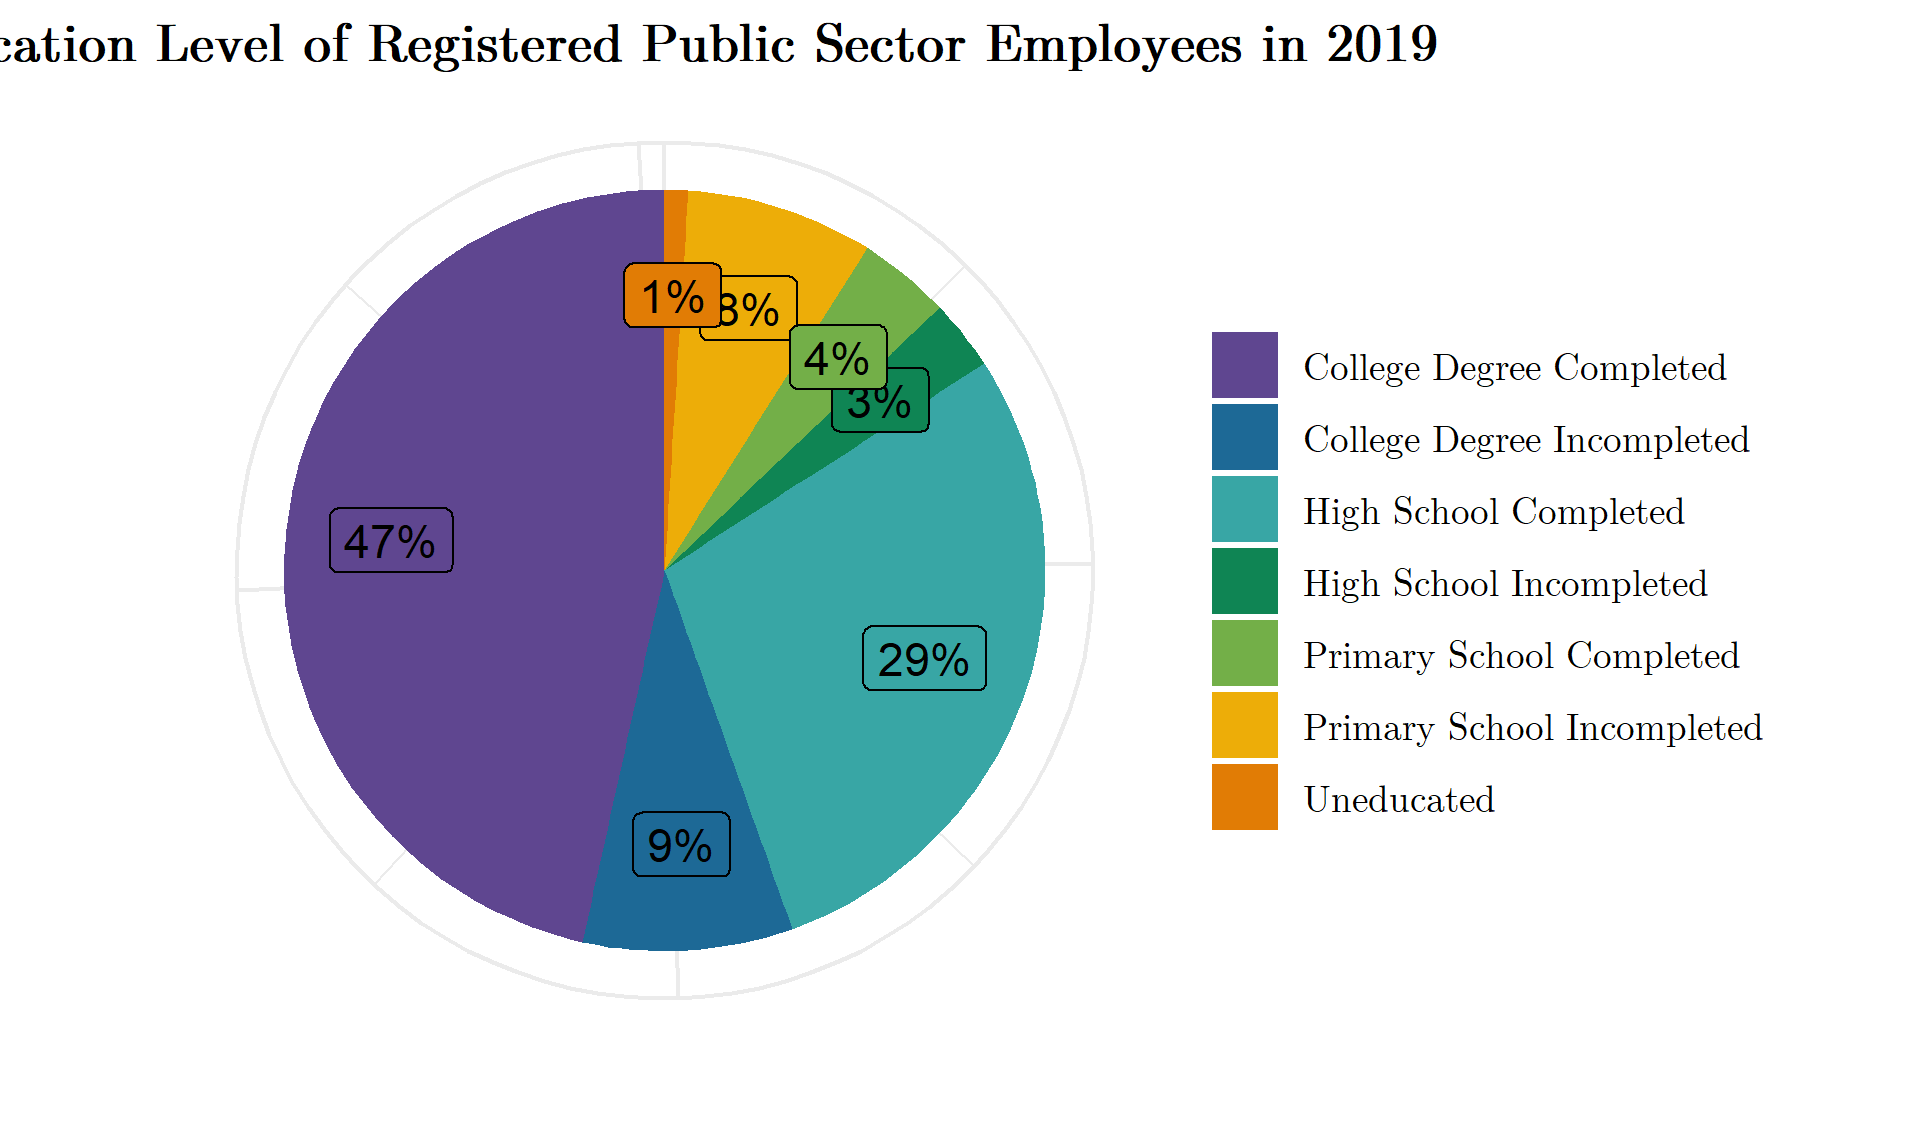 cation Level of Registered Public Sector Employees in 2019
1%
8%
4%
3%
47%
29%
9%
College Degree Completed
College Degree Incompleted
High School Completed
High School Incompleted
Primary School Completed
Primary School Incompleted
Uneducated